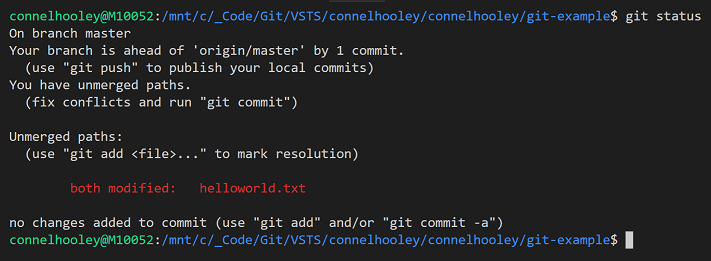 connelhooley@M10052:/mnt/c/_Code/Git/VSTS/connelhooley/connelhooley/git-example$ git status
On branch master
Your branch is ahead of 'origin/master' by 1 commit.
  (use "git push" to publish your local commits)
You have unmerged paths.
  (fix conflicts and run "git commit")

Unmerged paths:
  (use "git add <file>..." to mark resolution)

        both modified:   helloworld.txt

no changes added to commit (use "git add" and/or "git commit -a")
connelhooley@M10052:/mnt/c/_Code/Git/VSTS/connelhooley/connelhooley/git-example$